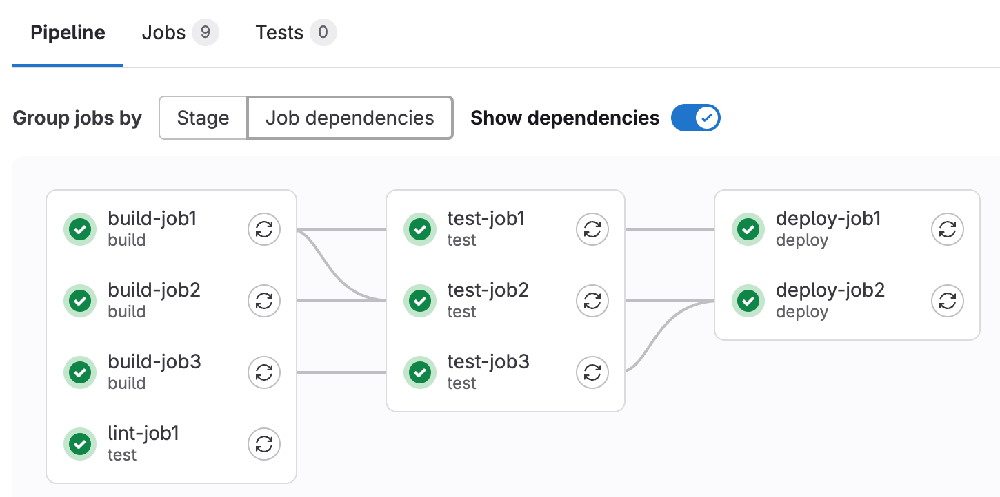 Pipeline Jobs 9 Tests 0
Group jobs by Stage Job dependencies Show dependencies
build-job1
build
build-job2
build
build-job3
build
lint-job1
test
test-job1
test
test-job2
test
test-job3
test
deploy-job1
deploy
deploy-job2
deploy